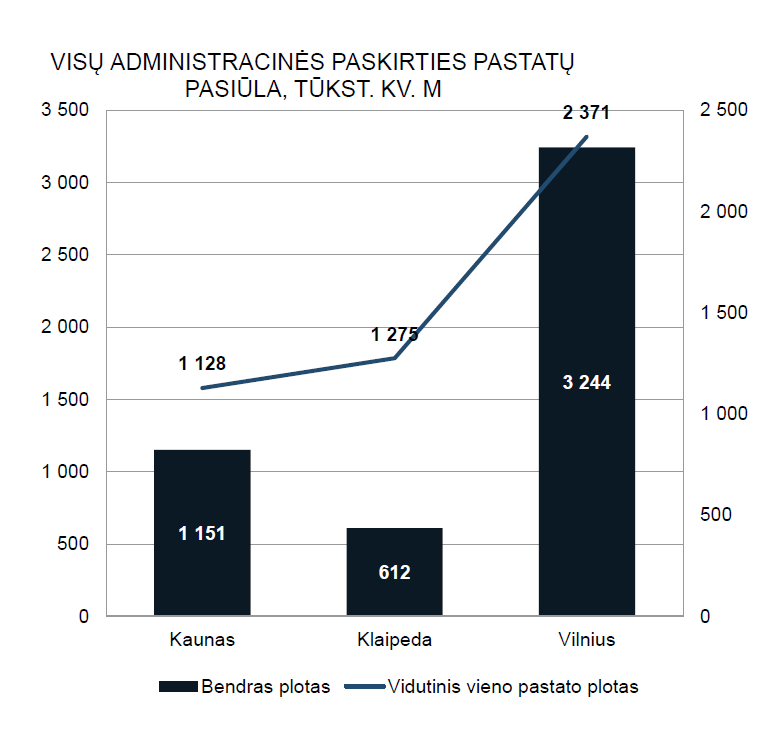 VISŲ ADMINISTRACINĖS PASKIRTIES PASTATŲ
PASIŪLA, TŪKST. KV. M
3 500
3 000
2 500
2 000
1 500
1 000
500
0
2 500
2 000
1 500
1 000
500
0
1 128
1 275
2 371
1 151
612
3 244
Kaunas
Klaipeda
Vilnius
Bendras plotas
Vidutinis vieno pastato plotas